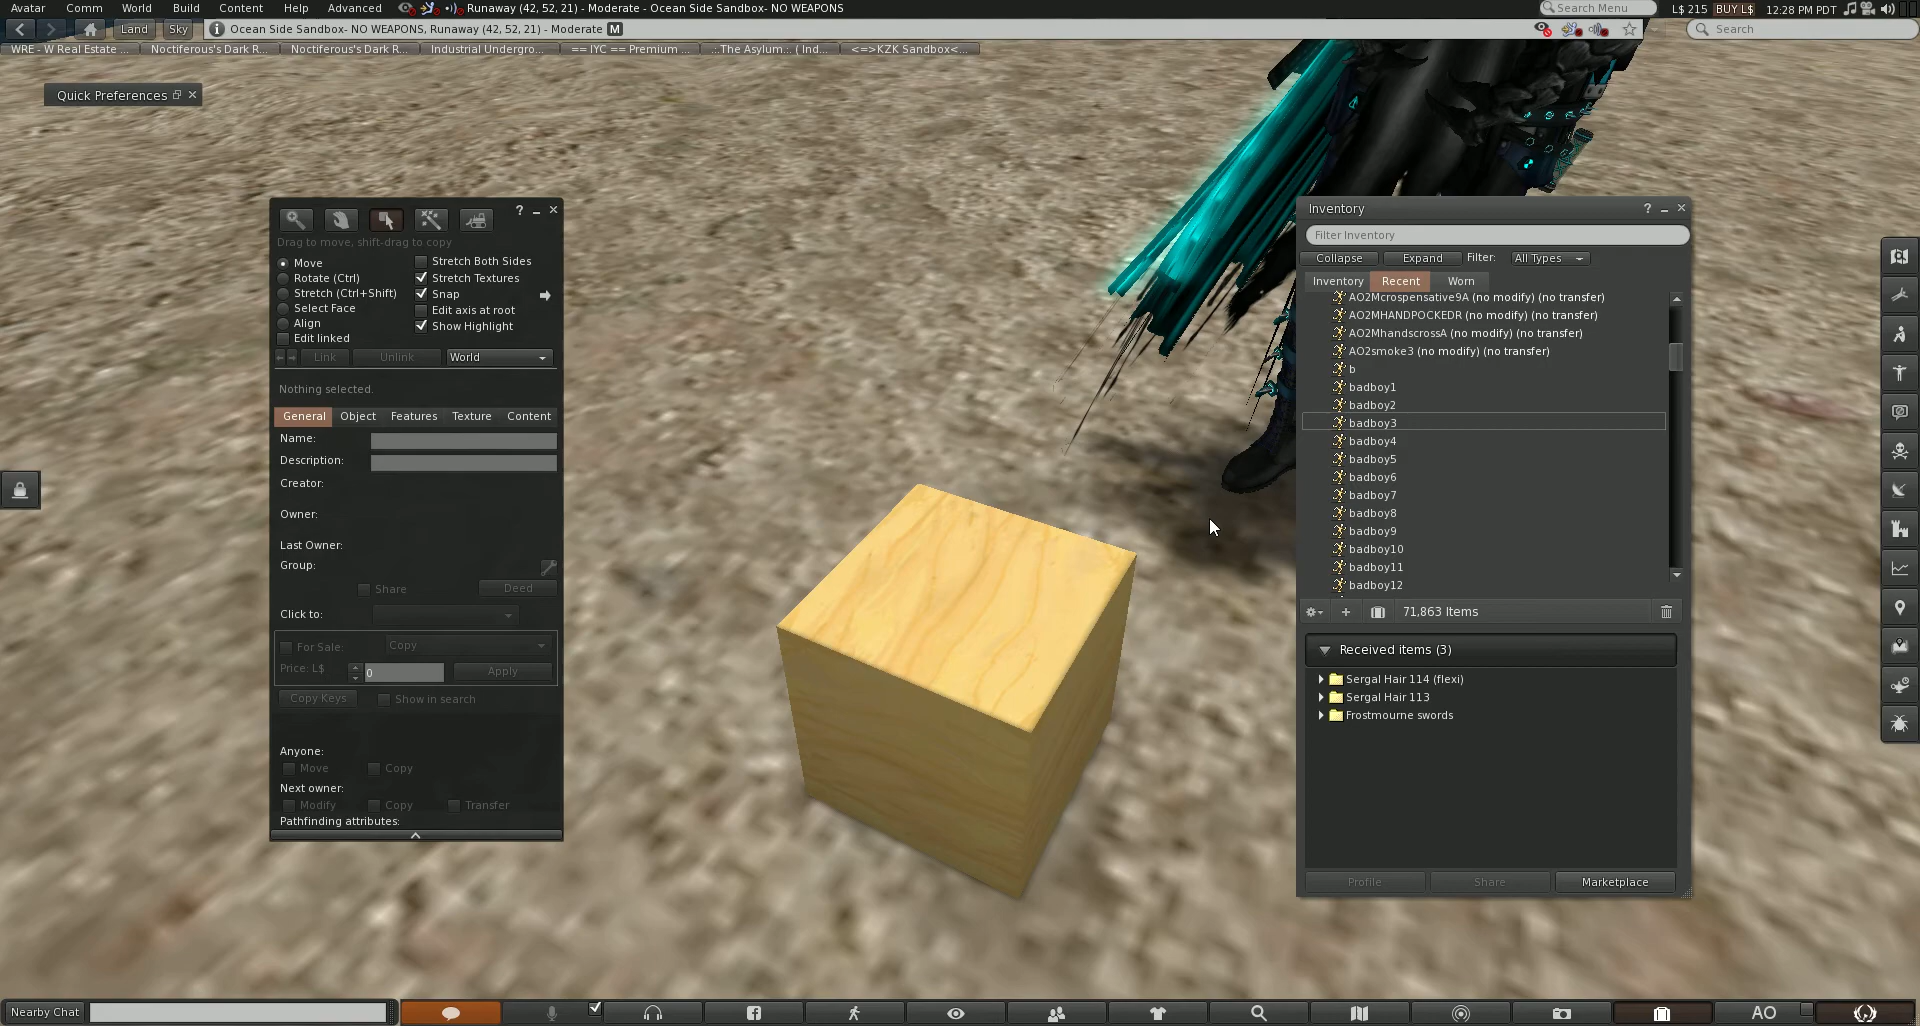 Avatar Comm World Build Content Help Advanced Runaway (42, 52, 21) - Moderate - Ocean Side Sandbox- NO WEAPONS Search Menu L$ 215 BUY L$ 12:28 PM PDT
Land Sky Ocean Side Sandbox- NO WEAPONS, Runaway (42, 52, 21) - Moderate M Search
WRE - W Real Estate ... Noctiferous's Dark R... Noctiferous's Dark R... Industrial Undergro... == IYC == Premium ... .:.The Asylum.:. ( Ind... <=>KZK Sandbox<...
Quick Preferences
Drag to move, shift-drag to copy
Move
Rotate (Ctrl)
Stretch (Ctrl+Shift)
Select Face
Align
Edit linked
Stretch Both Sides
Stretch Textures
Snap
Edit axis at root
Show Highlight
Link Unlink World
Nothing selected.
General Object Features Texture Content
Name:
Description:
Creator:
Owner:
Last Owner:
Group:
Share Deed
Click to:
For Sale: Copy
Price: L$ 0 Apply
Copy Keys Show in search
Anyone:
Move Copy
Next owner:
Modify Copy Transfer
Pathfinding attributes:
Inventory ?
Filter Inventory
Collapse Expand Filter: All Types
Inventory Recent Worn
AO2Mcrospensative9A (no modify) (no transfer)
AO2MHANDPOCKEDR (no modify) (no transfer)
AO2MhandscrossA (no modify) (no transfer)
AO2smoke3 (no modify) (no transfer)
b
badboy1
badboy2
badboy3
badboy4
badboy5
badboy6
badboy7
badboy8
badboy9
badboy10
badboy11
badboy12
71,863 Items
Received items (3)
Sergal Hair 114 (flexi)
Sergal Hair 113
Frostmourne swords
Profile Share Marketplace
Nearby Chat AO